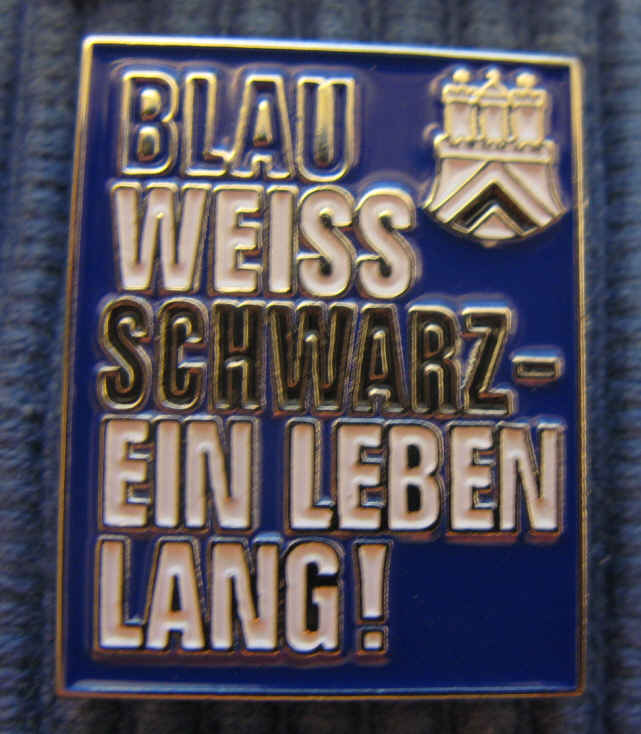 BLAU
WEISS
SCHWARZ-
EIN LEBEN
LANG!